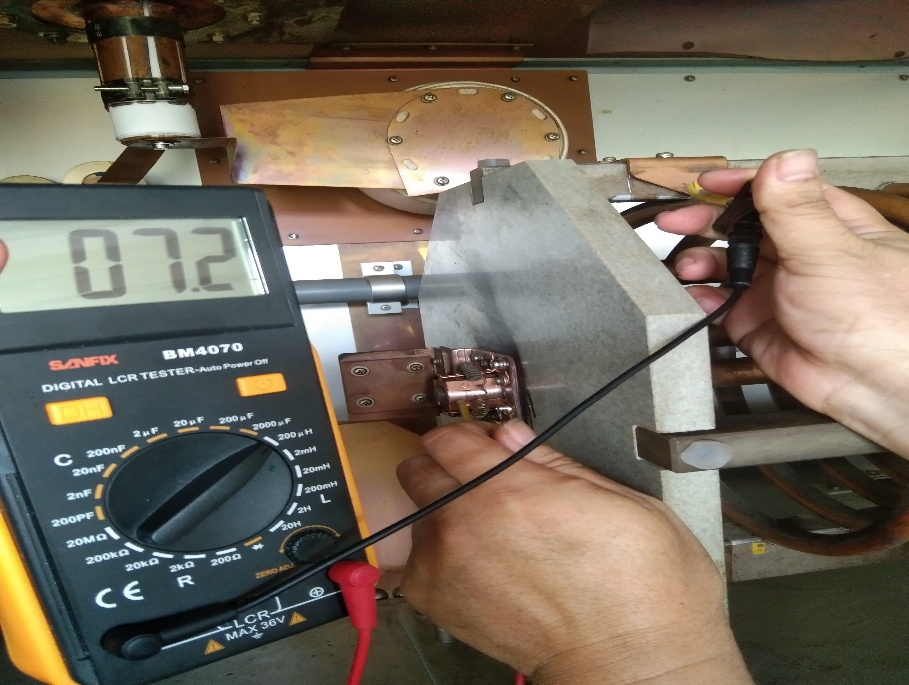 07.2
SANFIX BM4070
DIGITAL LCR TESTER-Auto Power Off
DH
C
200PF
2nF
20nF
200nF
2μF
20μF
200μF
2000μF
200μH
2mH
20mH
200mH
L
2H
20H
200Ω
2kΩ
20kΩ
200kΩ
20MΩ
R
ZERO ADJ
CE
LCR
MAX 36V